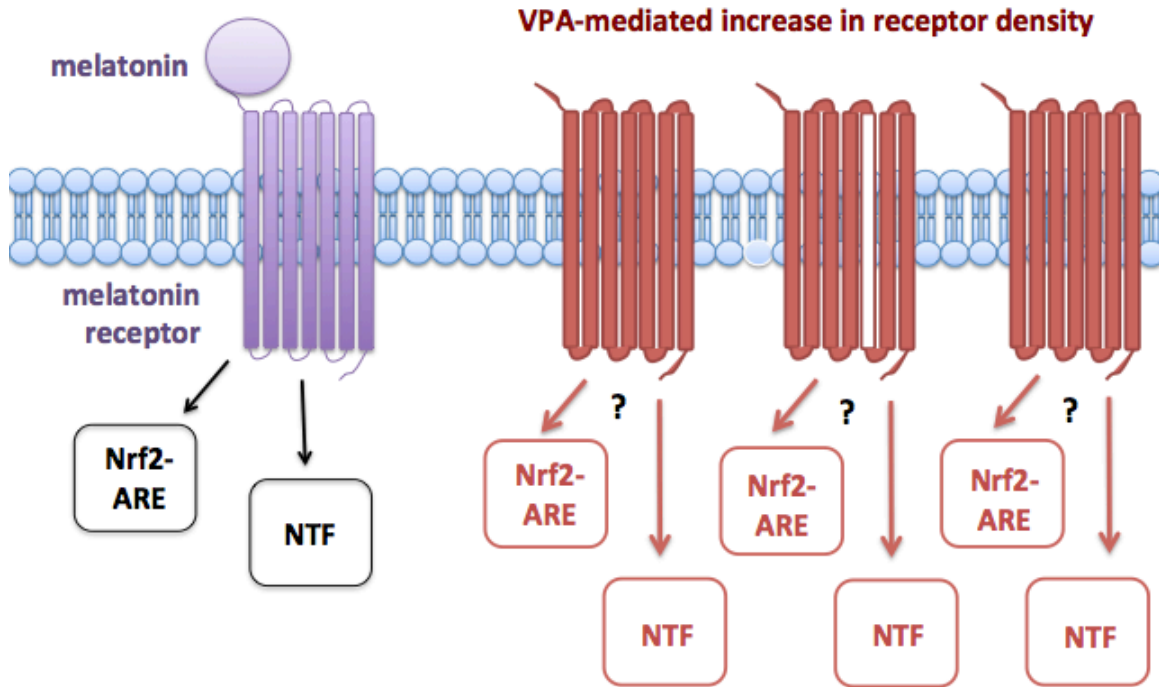 VPA-mediated increase in receptor density
melatonin
melatonin
receptor
Nrf2-
ARE
NTF
?
Nrf2-
ARE
NTF
?
Nrf2-
ARE
NTF
?
Nrf2-
ARE
NTF